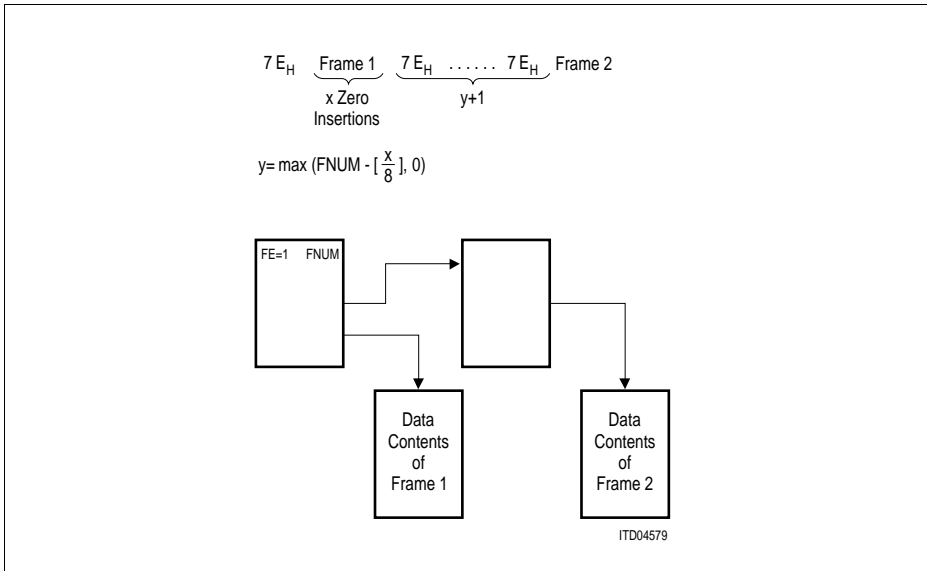 7 E_H Frame 1 7 E_H . . . . . . 7 E_H Frame 2
x Zero y+1
Insertions
y= max (FNUM - [ x/8 ], 0)
FE=1 FNUM
Data
Contents
of
Frame 1
Data
Contents
of
Frame 2
ITD04579